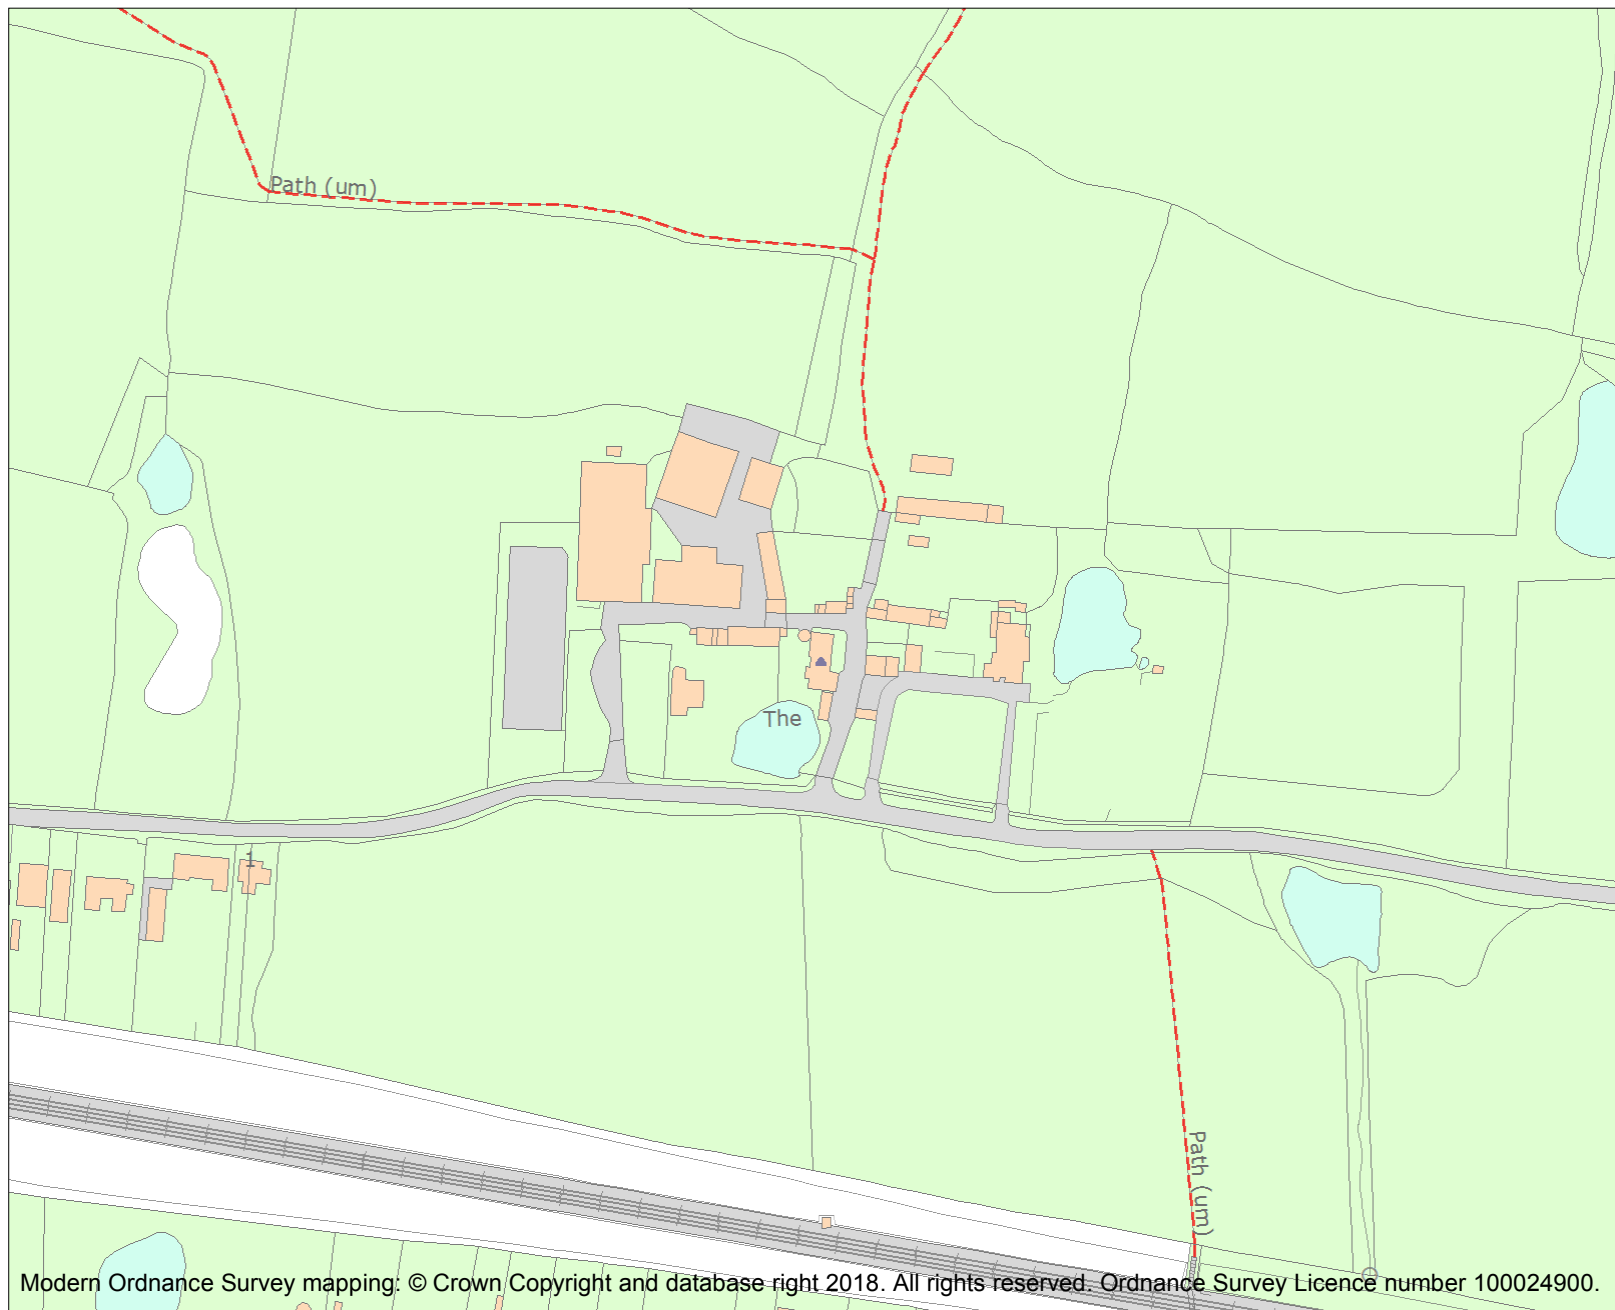 Path (um)
The
1
Path (um)
Modern Ordnance Survey mapping: © Crown Copyright and database right 2018. All rights reserved. Ordnance Survey Licence number 100024900.